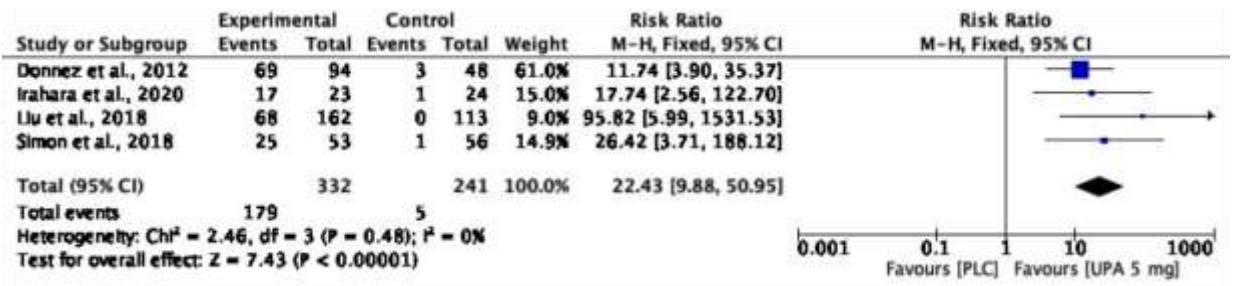 Experimental Control Risk Ratio Risk Ratio
Study or Subgroup Events Total Events Total Weight M-H, Fixed, 95% CI M-H, Fixed, 95% CI
Donnez et al., 2012 69 94 3 48 61.0% 11.74 [3.90, 35.37]
Irahara et al., 2020 17 23 1 24 15.0% 17.74 [2.56, 122.70]
Liu et al., 2018 68 162 0 113 9.0% 95.82 [5.99, 1531.53]
Simon et al., 2018 25 53 1 56 14.9% 26.42 [3.71, 188.12]
Total (95% CI) 332 241 100.0% 22.43 [9.88, 50.95]
Total events 179 5
Heterogeneity: Chi² = 2.46, df = 3 (P = 0.48); I² = 0%
Test for overall effect: Z = 7.43 (P < 0.00001)
0.001 0.1 1 10 1000
Favours [PLC] Favours [UPA 5 mg]